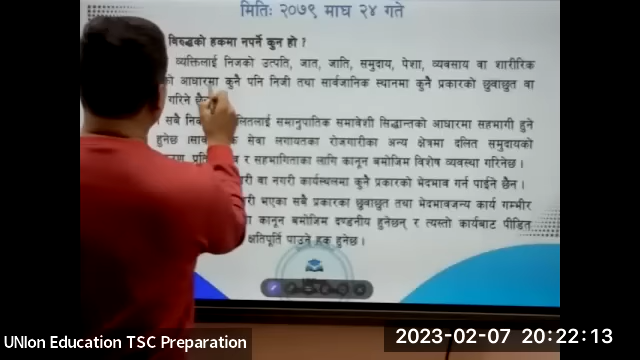 मितिः २०७९ माघ २४ गते
बिरुद्धको हकमा नपर्ने कुन हो ?
व्यक्तिलाई निजको उत्पति, जात, जाति, समुदाय, पेशा, व्यवसाय वा शारीरिक
आधारमा कुनै पनि निजी तथा सार्वजानिक स्थानमा कुनै प्रकारको छुवाछुत वा
गरिने छैन
सबै समानुपातिक समावेशी सिद्धान्तको आधारमा सहभागी हुने
हुनेछ सेवा लगायतका रोजगारीका अन्य क्षेत्रमा दलित समुदायको
र सहभागिताका लागि कानून बमोजिम विशेष व्यवस्था गरिनेछ ।
वा नगरी कार्यस्थलमा कुनै प्रकारको भेदभाव गर्न पाईने छैन ।
भएका सबै प्रकारका छुवाछुत तथा भेदभावजन्य कार्य गम्भीर
कानून बमोजिम दण्डनीय हुनेछन् र त्यस्तो कार्यबाट पीडित
क्षतिपूर्ति पाउने हक हुनेछ ।
UNIon Education TSC Preparation
2023-02-07 20:22:13